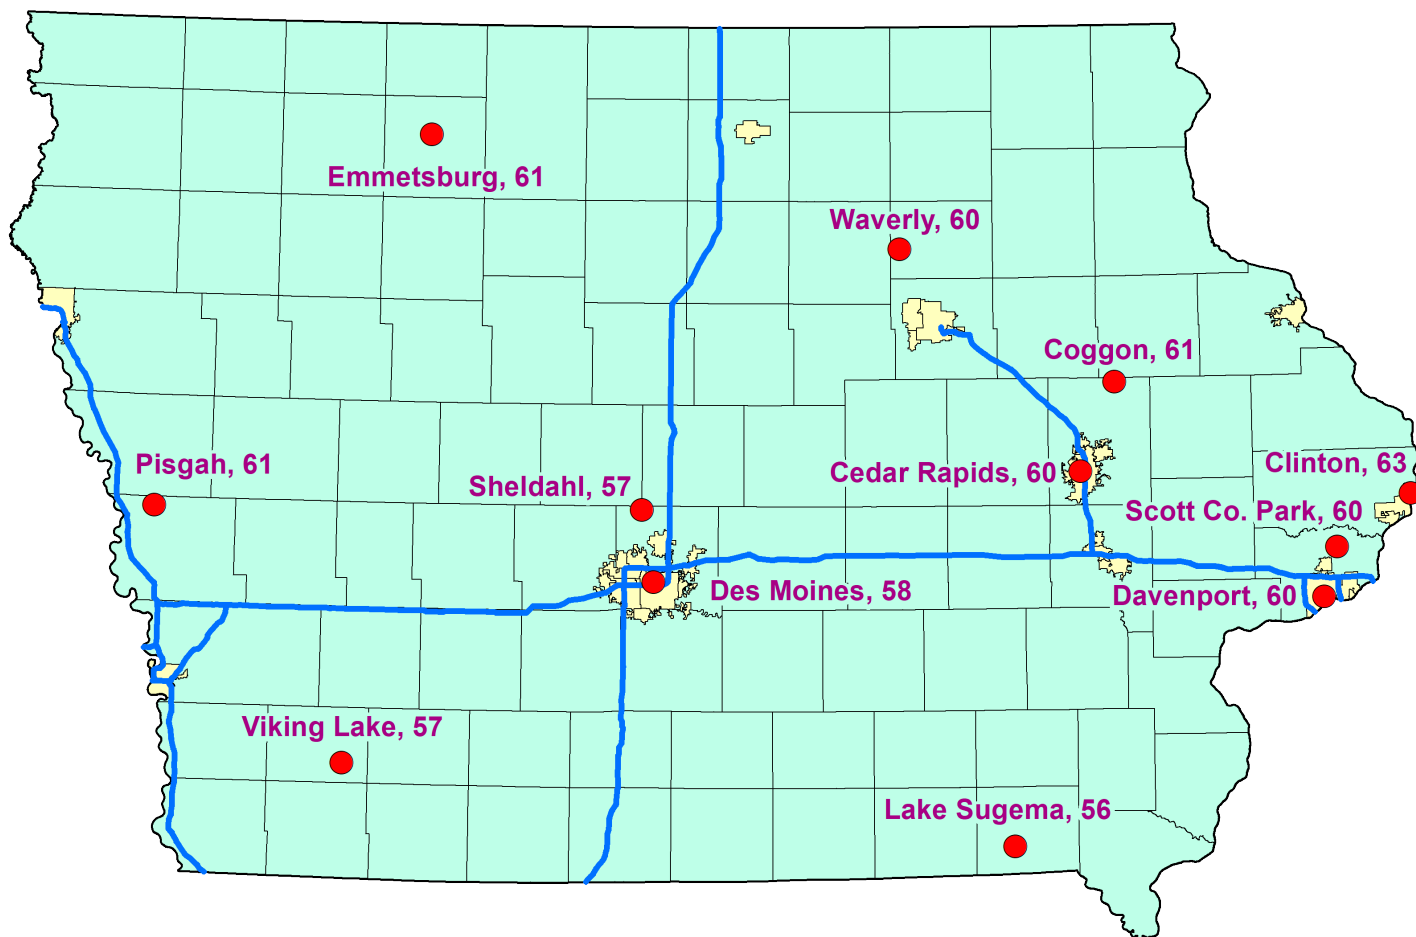 Emmetsburg, 61
Waverly, 60
Coggon, 61
Pisgah, 61
Clinton, 63
Cedar Rapids, 60
Sheldahl, 57
Scott Co. Park, 60
Des Moines, 58
Davenport, 60
Viking Lake, 57
Lake Sugema, 56